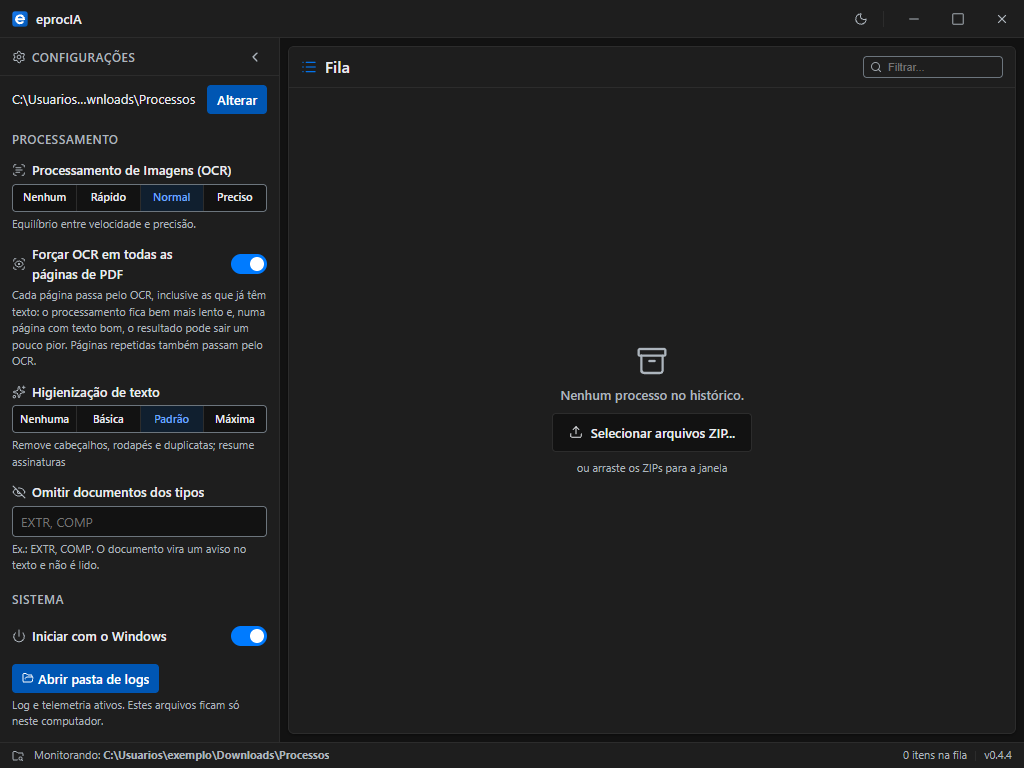 eprocIA
CONFIGURAÇÕES
C:\Usuarios...wnloads\Processos
Alterar
PROCESSAMENTO
Processamento de Imagens (OCR)
Nenhum Rápido Normal Preciso
Equilíbrio entre velocidade e precisão.
Forçar OCR em todas as
páginas de PDF
Cada página passa pelo OCR, inclusive as que já têm
texto: o processamento fica bem mais lento e, numa
página com texto bom, o resultado pode sair um
pouco pior. Páginas repetidas também passam pelo
OCR.
Higienização de texto
Nenhuma Básica Padrão Máxima
Remove cabeçalhos, rodapés e duplicatas; resume
assinaturas
Omitir documentos dos tipos
EXTR, COMP
Ex.: EXTR, COMP. O documento vira um aviso no
texto e não é lido.
SISTEMA
Iniciar com o Windows
Abrir pasta de logs
Log e telemetria ativos. Estes arquivos ficam só
neste computador.
Fila
Filtrar...
Nenhum processo no histórico.
Selecionar arquivos ZIP...
ou arraste os ZIPs para a janela
Monitorando: C:\Usuarios\exemplo\Downloads\Processos
0 itens na fila
v0.4.4